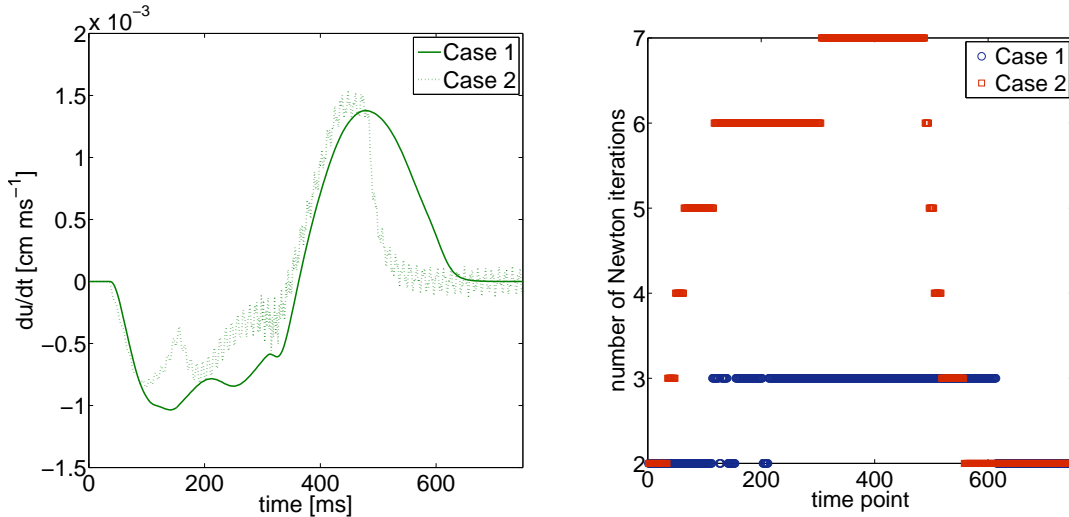 2 x 10⁻³
1.5
1
0.5
0
−0.5
−1
−1.5
0 200 400 600
time [ms]
du/dt [cm ms⁻¹]
Case 1
Case 2
7
6
5
4
3
2
0 200 400 600
time point
number of Newton iterations
Case 1
Case 2